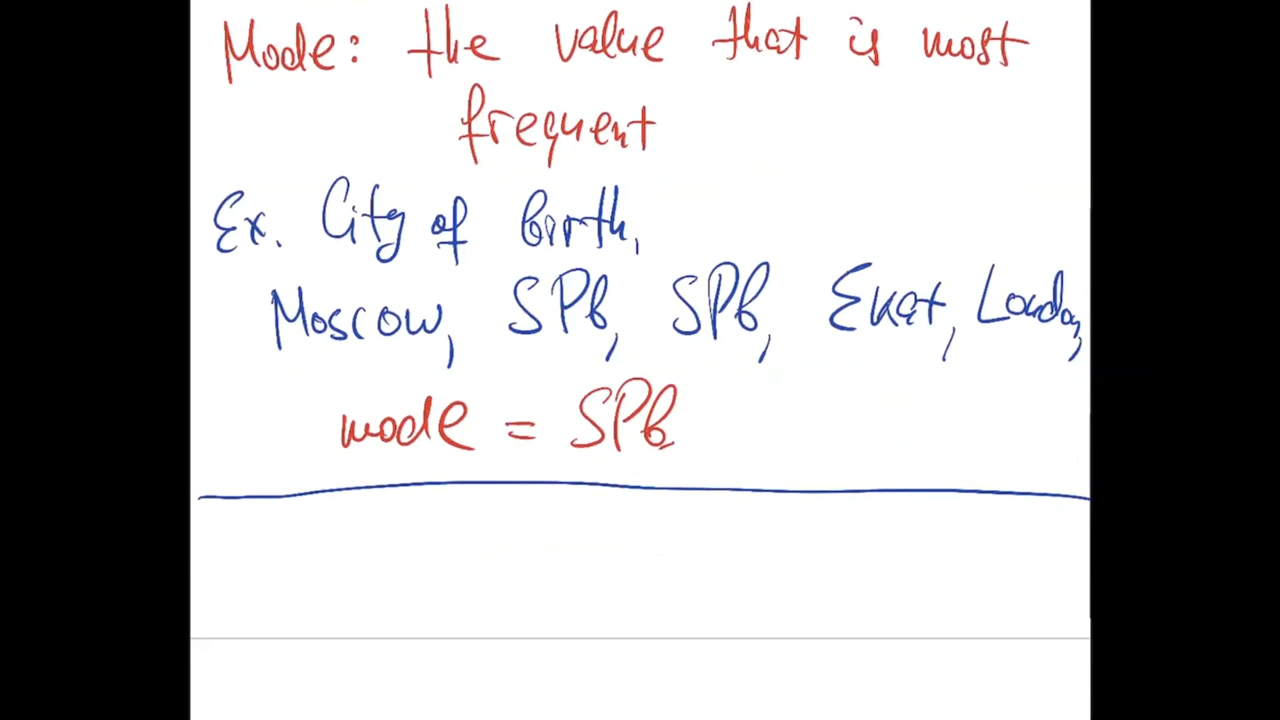 Mode: the value that is most
frequent
Ex. City of birth,
Moscow, SPb, SPb, Ekat, London,
mode = SPb